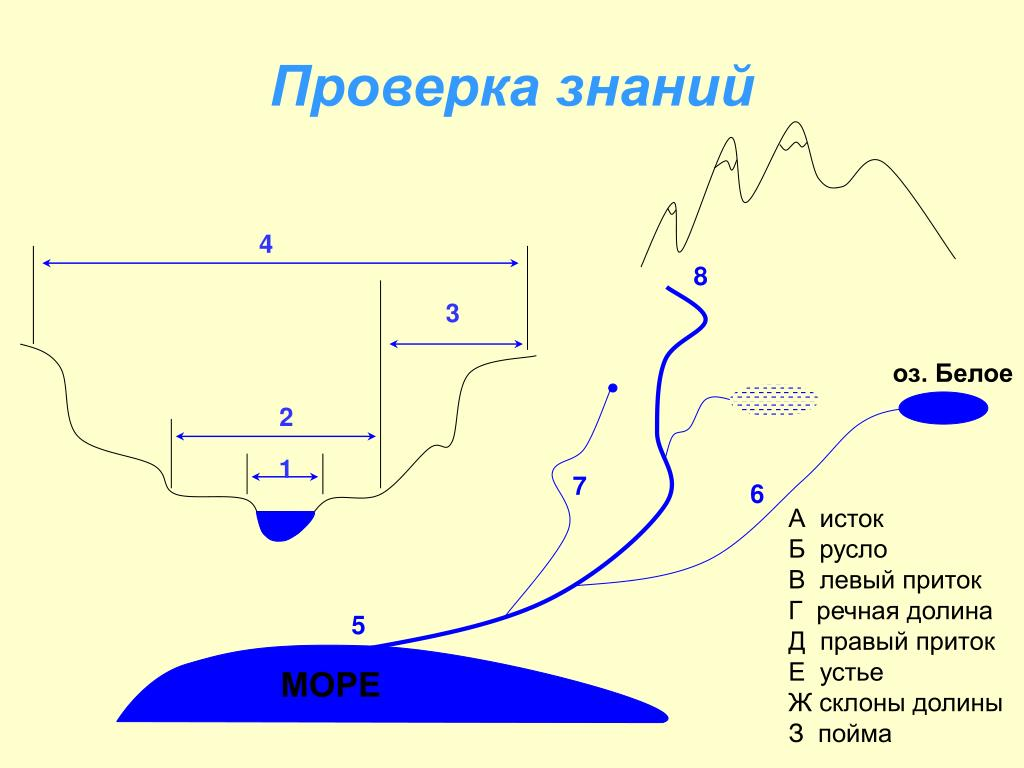 Проверка знаний
4
8
3
оз. Белое
2
1
7
6
А исток
Б русло
В левый приток
Г речная долина
Д правый приток
Е устье
Ж склоны долины
З пойма
5
МОРЕ